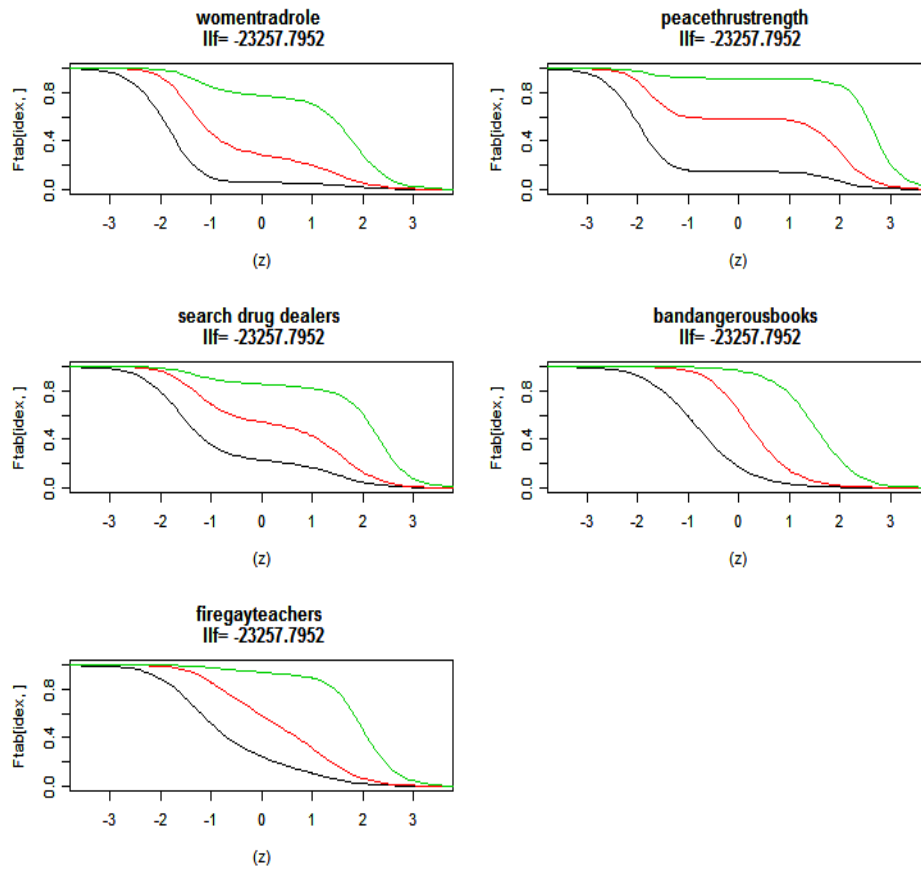 womentradrole
llf= -23257.7952
Ftab[idex, ]
0.0 0.4 0.8
-3 -2 -1 0 1 2 3
(z)
peacethrustrength
llf= -23257.7952
Ftab[idex, ]
0.0 0.4 0.8
-3 -2 -1 0 1 2 3
(z)
search drug dealers
llf= -23257.7952
Ftab[idex, ]
0.0 0.4 0.8
-3 -2 -1 0 1 2 3
(z)
bandangerousbooks
llf= -23257.7952
Ftab[idex, ]
0.0 0.4 0.8
-3 -2 -1 0 1 2 3
(z)
firegayteachers
llf= -23257.7952
Ftab[idex, ]
0.0 0.4 0.8
-3 -2 -1 0 1 2 3
(z)